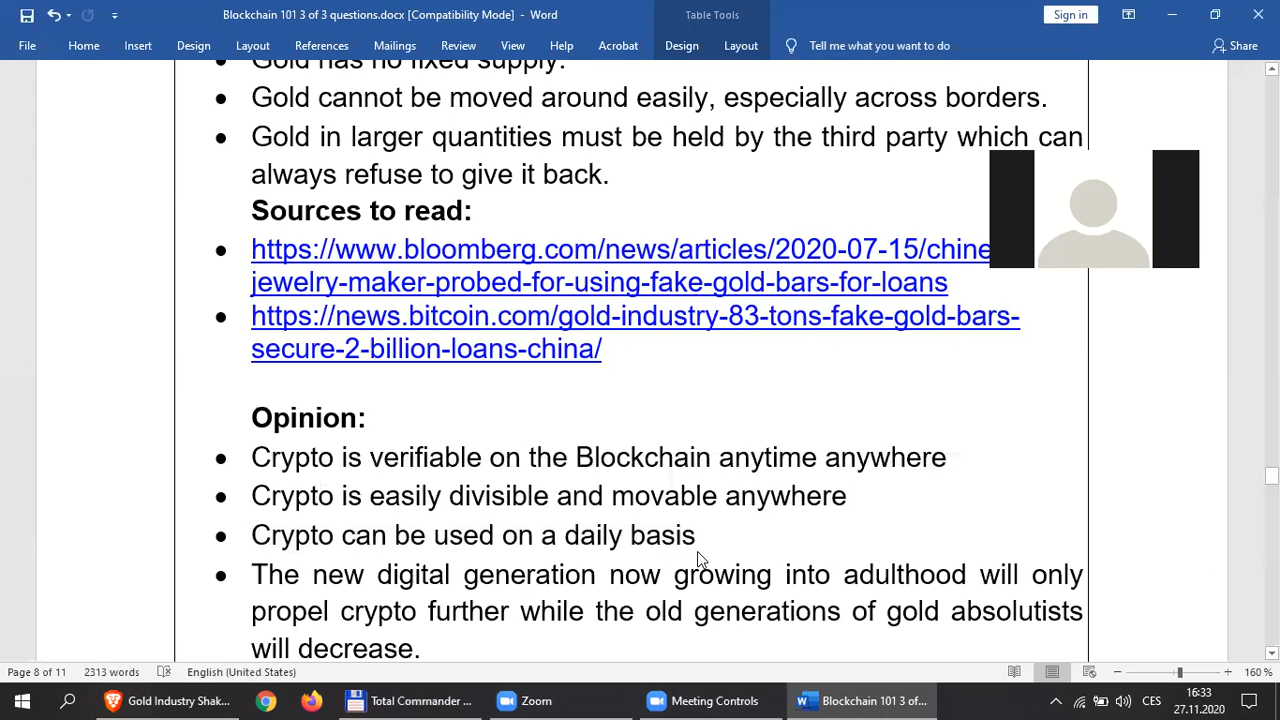 Blockchain 101 3 of 3 questions.docx [Compatibility Mode] - Word
Table Tools
Sign in
File Home Insert Design Layout References Mailings Review View Help Acrobat Design Layout Tell me what you want to do Share
Gold has no fixed supply.
Gold cannot be moved around easily, especially across borders.
Gold in larger quantities must be held by the third party which can
always refuse to give it back.
Sources to read:
https://www.bloomberg.com/news/articles/2020-07-15/chine
jewelry-maker-probed-for-using-fake-gold-bars-for-loans
https://news.bitcoin.com/gold-industry-83-tons-fake-gold-bars-
secure-2-billion-loans-china/
Opinion:
Crypto is verifiable on the Blockchain anytime anywhere
Crypto is easily divisible and movable anywhere
Crypto can be used on a daily basis
The new digital generation now growing into adulthood will only
propel crypto further while the old generations of gold absolutists
will decrease.
Page 8 of 11 2313 words English (United States) 160 %
Gold Industry Shak... Total Commander ... Zoom Meeting Controls Blockchain 101 3 of... CES 16:33
27.11.2020